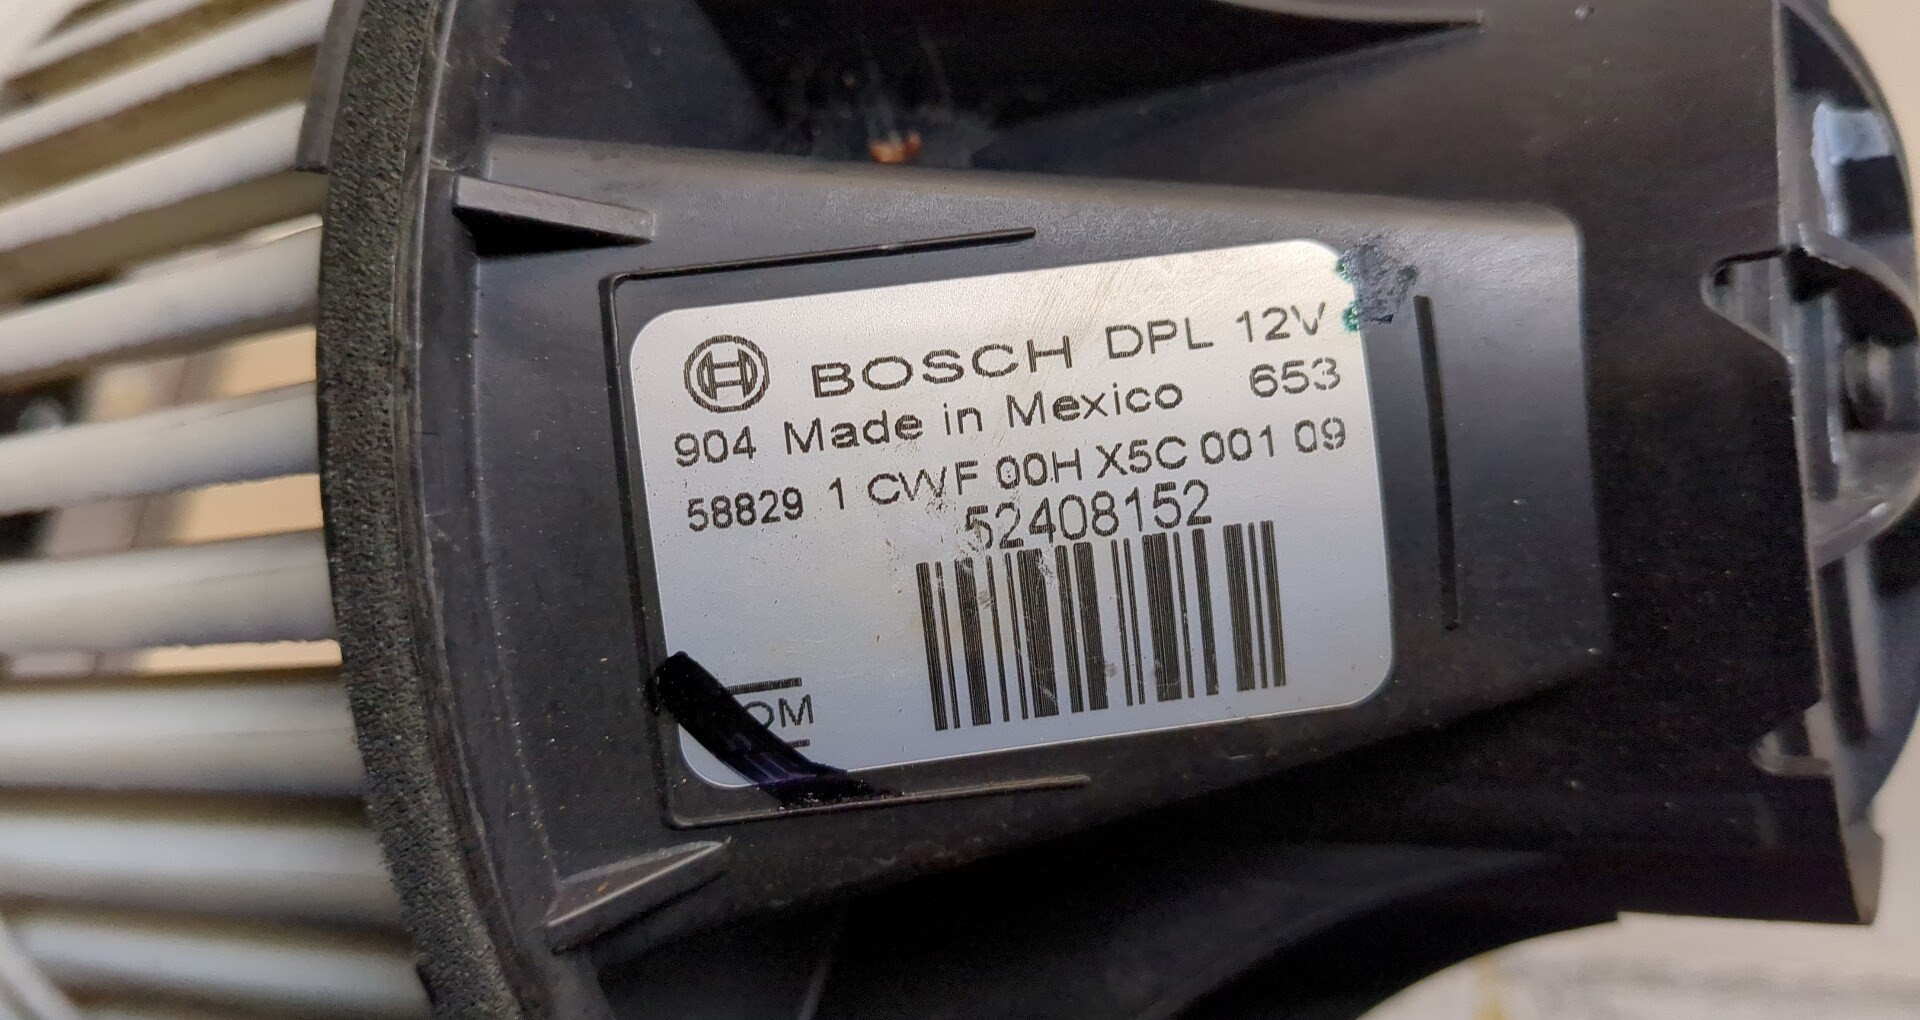 BOSCH DPL 12V
904 Made in Mexico 653
58829 1 CWF 00H X5C 001 09
52408152